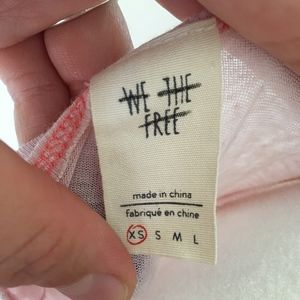 WE THE
FREE
made in china
fabriqué en chine
XS S M L